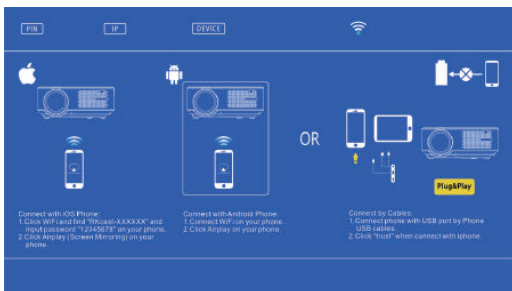 PIN
IP
DEVICE
OR
Plug&Play
Connect with iOS Phone:
1.Click WiFi and find "RKcast-XXXXXX" and
input password "12345678" on your phone.
2.Click Airplay (Screen Mirroring) on your
phone.
Connect with Android Phone
1.Connect WiFi on your phone.
2.Click Airplay on your phone.
Connect by Cables:
1.Connect phone with USB port by Phone
USB cables.
2.Click "trust" when connect with iphone.